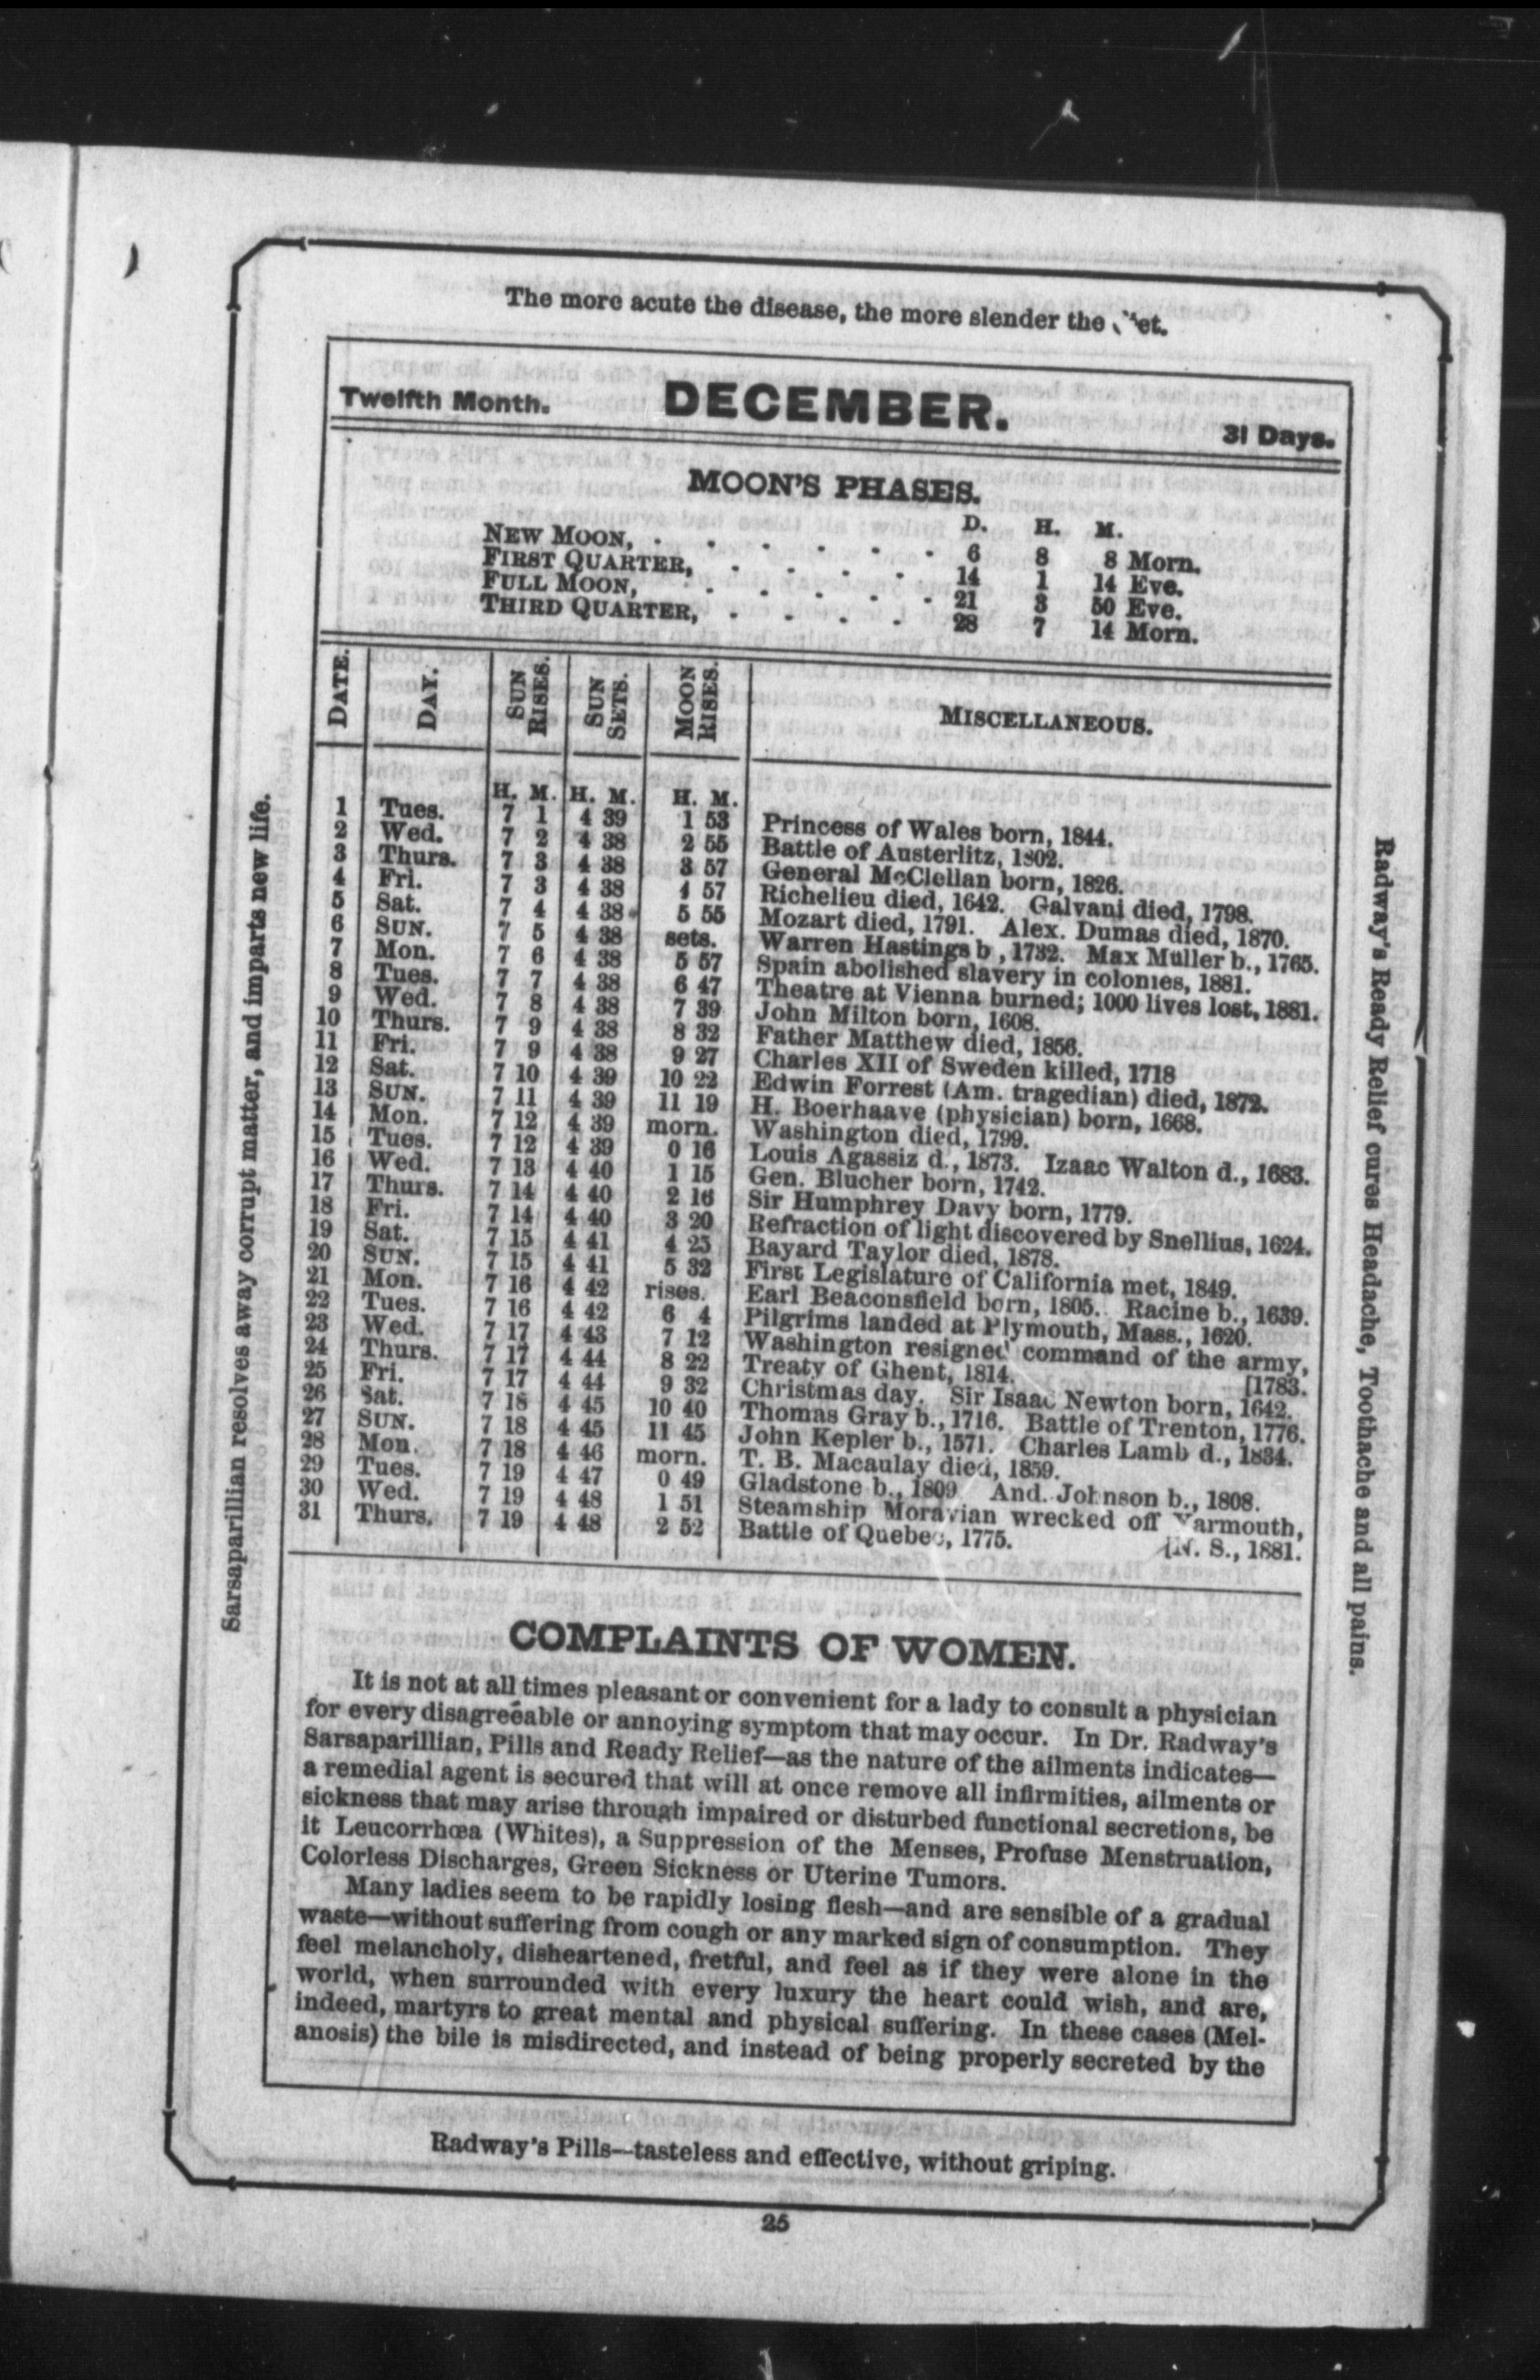 The more acute the disease, the more slender the
Twelfth Month. DECEMBER. 31 Days.
MOON'S PHASES.
D. H. M.
NEW MOON, . . . . . . 6 8 8 Morn.
FIRST QUARTER, . . . . 14 1 14 Eve.
FULL MOON, . . . . . . 21 3 50 Eve.
THIRD QUARTER, . . . . 28 7 14 Morn.
DATE. DAY. SUN RISES. SUN SETS. MOON RISES. MISCELLANEOUS.
H. M. H. M. H. M.
1 Tues. 7 1 4 39 1 53 Princess of Wales born, 1844.
2 Wed. 7 2 4 38 2 55 Battle of Austerlitz, 1802.
3 Thurs. 7 3 4 38 3 57 General McClellan born, 1826.
4 Fri. 7 3 4 38 4 57 Richelieu died, 1642. Galvani died, 1798.
5 Sat. 7 4 4 38 5 55 Mozart died, 1791. Alex. Dumas died, 1870.
6 SUN. 7 5 4 38 sets. Warren Hastings b , 1732. Max Muller b., 1765.
7 Mon. 7 6 4 38 5 57 Spain abolished slavery in colonies, 1881.
8 Tues. 7 7 4 38 6 47 Theatre at Vienna burned; 1000 lives lost, 1881.
9 Wed. 7 8 4 38 7 39 John Milton born, 1608.
10 Thurs. 7 9 4 38 8 32 Father Matthew died, 1856.
11 Fri. 7 9 4 38 9 27 Charles XII of Sweden killed, 1718
12 Sat. 7 10 4 39 10 22 Edwin Forrest (Am. tragedian) died, 1872.
13 SUN. 7 11 4 39 11 19 H. Boerhaave (physician) born, 1668.
14 Mon. 7 12 4 39 morn. Washington died, 1799.
15 Tues. 7 12 4 39 0 16 Louis Agassiz d., 1873. Izaac Walton d., 1683.
16 Wed. 7 13 4 40 1 15 Gen. Blucher born, 1742.
17 Thurs. 7 14 4 40 2 16 Sir Humphrey Davy born, 1779.
18 Fri. 7 14 4 40 3 20 Refraction of light discovered by Snellius, 1624.
19 Sat. 7 15 4 41 4 25 Bayard Taylor died, 1878.
20 SUN. 7 15 4 41 5 32 First Legislature of California met, 1849.
21 Mon. 7 16 4 42 rises. Earl Beaconsfield born, 1805. Racine b., 1639.
22 Tues. 7 16 4 42 6 4 Pilgrims landed at Plymouth, Mass., 1620.
23 Wed. 7 17 4 43 7 12 Washington resigned command of the army,
24 Thurs. 7 17 4 44 8 22 Treaty of Ghent, 1814. [1783.
25 Fri. 7 17 4 44 9 32 Christmas day. Sir Isaac Newton born, 1642.
26 Sat. 7 18 4 45 10 40 Thomas Gray b., 1716. Battle of Trenton, 1776.
27 SUN. 7 18 4 45 11 45 John Kepler b., 1571. Charles Lamb d., 1834.
28 Mon. 7 18 4 46 morn. T. B. Macaulay died, 1859.
29 Tues. 7 19 4 47 0 49 Gladstone b., 1809 And. Johnson b., 1808.
30 Wed. 7 19 4 48 1 51 Steamship Moravian wrecked off Yarmouth,
31 Thurs. 7 19 4 48 2 52 Battle of Quebec, 1775. [N. S., 1881.
COMPLAINTS OF WOMEN.
It is not at all times pleasant or convenient for a lady to consult a physician
for every disagreeable or annoying symptom that may occur. In Dr. Radway's
Sarsaparillian, Pills and Ready Relief—as the nature of the ailments indicates—
a remedial agent is secured that will at once remove all infirmities, ailments or
sickness that may arise through impaired or disturbed functional secretions, be
it Leucorrhœa (Whites), a Suppression of the Menses, Profuse Menstruation,
Colorless Discharges, Green Sickness or Uterine Tumors.
Many ladies seem to be rapidly losing flesh—and are sensible of a gradual
waste—without suffering from cough or any marked sign of consumption. They
feel melancholy, disheartened, fretful, and feel as if they were alone in the
world, when surrounded with every luxury the heart could wish, and are,
indeed, martyrs to great mental and physical suffering. In these cases (Mel-
anosis) the bile is misdirected, and instead of being properly secreted by the
Radway's Pills—tasteless and effective, without griping.
25
Sarsaparillian resolves away corrupt matter, and imparts new life.
Radway's Ready Relief cures Headache, Toothache and all pains.